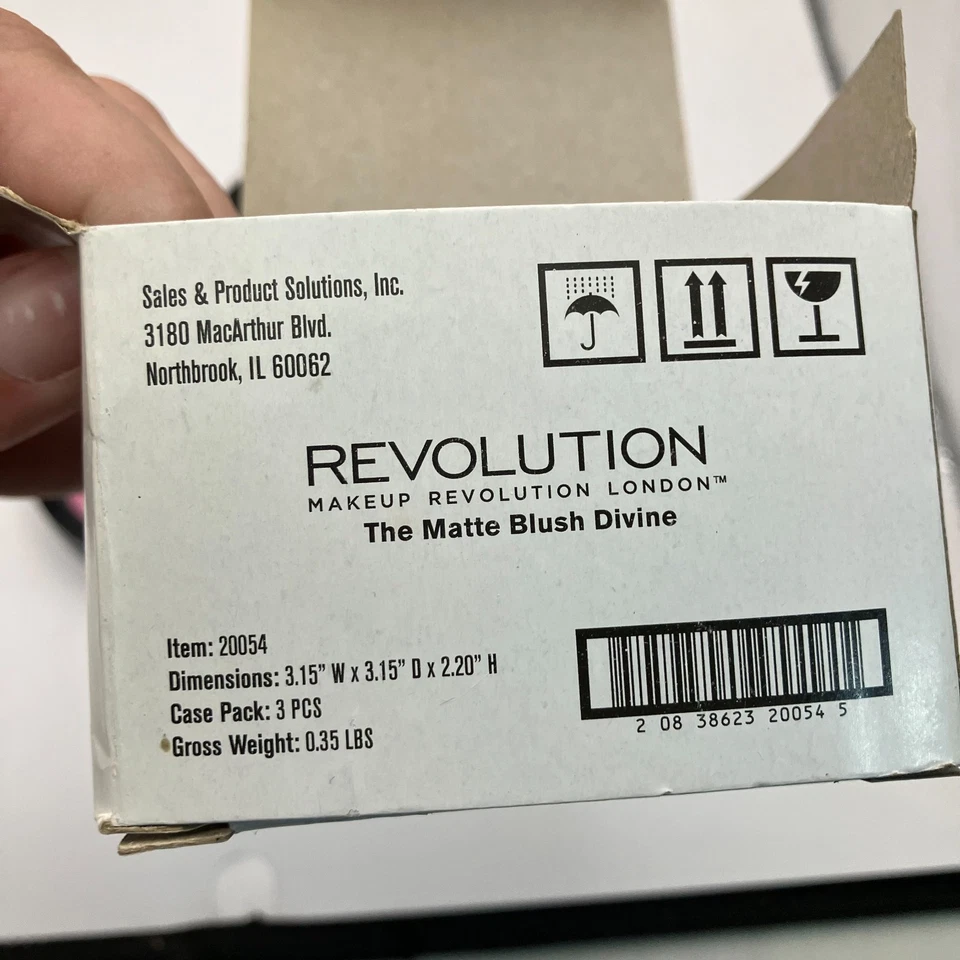 Sales & Product Solutions, Inc.
3180 MacArthur Blvd.
Northbrook, IL 60062
REVOLUTION
MAKEUP REVOLUTION LONDON™
The Matte Blush Divine
Item: 20054
Dimensions: 3.15” W x 3.15” D x 2.20” H
Case Pack: 3 PCS
Gross Weight: 0.35 LBS
2 08 38623 20054 5